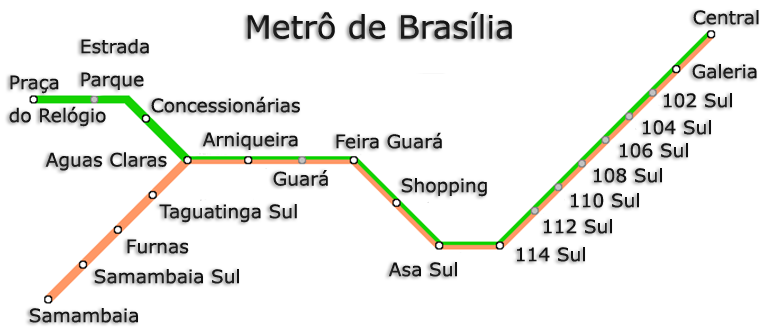 Metrô de Brasília
Central
Galeria
102 Sul
104 Sul
106 Sul
108 Sul
110 Sul
112 Sul
114 Sul
Asa Sul
Shopping
Feira Guará
Guará
Arniqueira
Aguas Claras
Concessionárias
Estrada
Parque
Praça
do Relógio
Taguatinga Sul
Furnas
Samambaia Sul
Samambaia